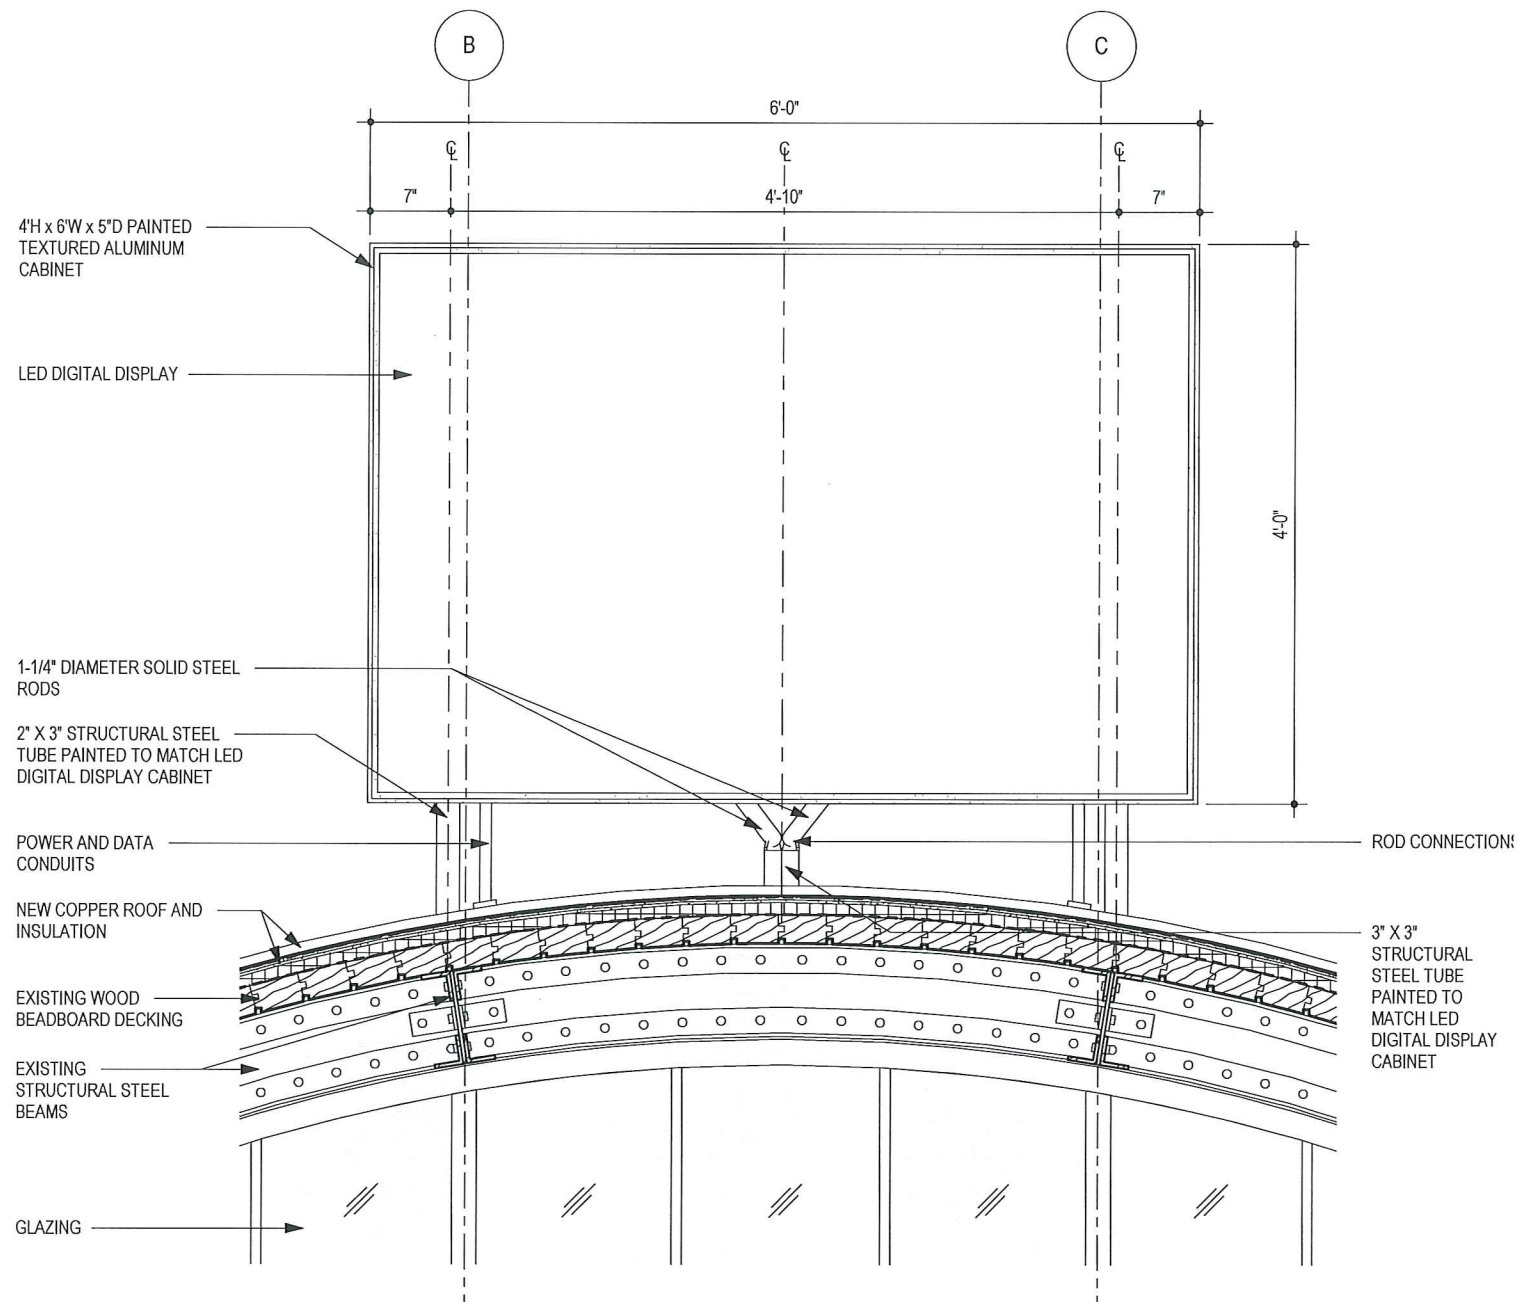 B
C
6'-0"
℄
℄
℄
7"
4'-10"
7"
4'H x 6'W x 5"D PAINTED
TEXTURED ALUMINUM
CABINET
LED DIGITAL DISPLAY
4'-0"
1-1/4" DIAMETER SOLID STEEL
RODS
2" X 3" STRUCTURAL STEEL
TUBE PAINTED TO MATCH LED
DIGITAL DISPLAY CABINET
POWER AND DATA
CONDUITS
ROD CONNECTIONS
NEW COPPER ROOF AND
INSULATION
3" X 3"
STRUCTURAL
STEEL TUBE
PAINTED TO
MATCH LED
DIGITAL DISPLAY
CABINET
EXISTING WOOD
BEADBOARD DECKING
EXISTING
STRUCTURAL STEEL
BEAMS
GLAZING